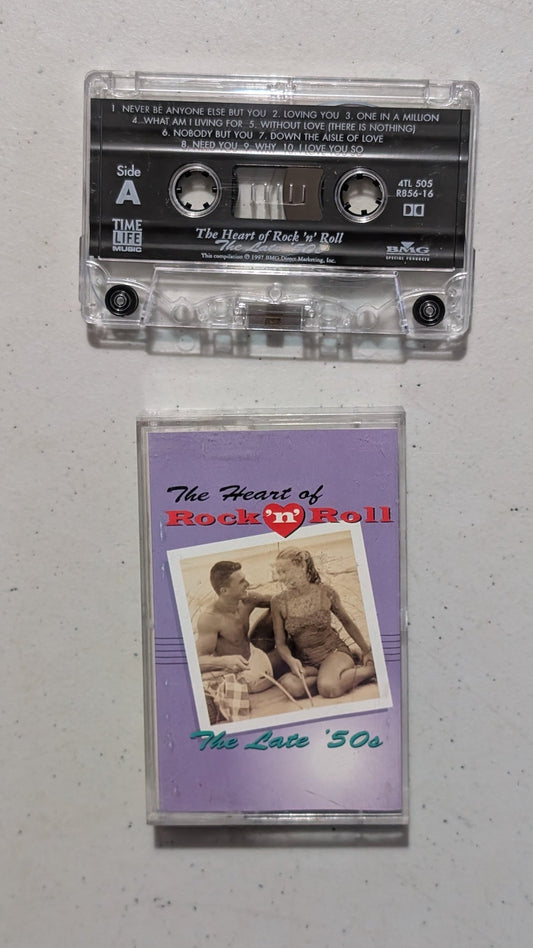 1 NEVER BE ANYONE ELSE BUT YOU 2. LOVING YOU 3. ONE IN A MILLION
4...WHAT AM I LIVING FOR 5. WITHOUT LOVE (THERE IS NOTHING)
6. NOBODY BUT YOU 7. DOWN THE AISLE OF LOVE
8. NEED YOU 9. WHY 10. I LOVE YOU SO
Side
A
4TL 505
R856-16
TIME
LIFE
MUSIC
The Heart of Rock 'n' Roll
The Late '50s
This compilation ℗ 1997 BMG Direct Marketing, Inc.
BMG
SPECIAL PRODUCTS
The Heart of
Rock 'n' Roll
The Late '50s